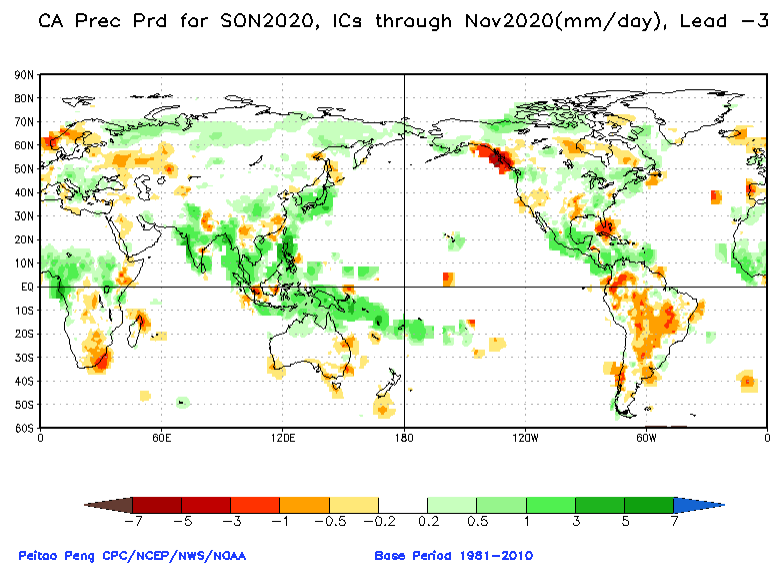 CA Prec Prd for SON2020, ICs through Nov2020(mm/day), Lead -3
90N
80N
70N
60N
50N
40N
30N
20N
10N
EQ
10S
20S
30S
40S
50S
60S
0 60E 120E 180 120W 60W 0
-7 -5 -3 -1 -0.5 -0.2 0.2 0.5 1 3 5 7
Peitao Peng CPC/NCEP/NWS/NOAA Base Period 1981-2010